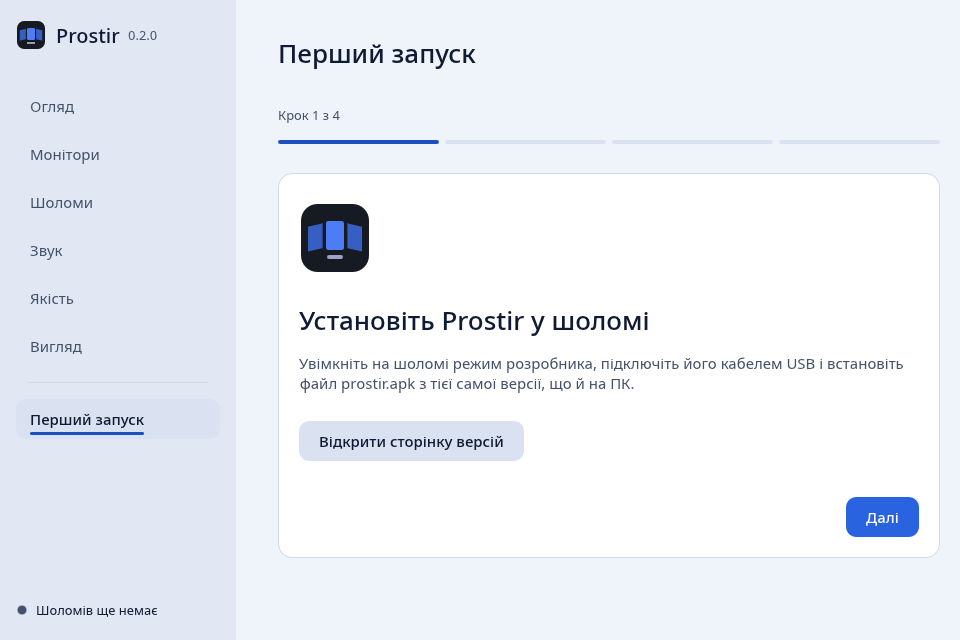 Prostir 0.2.0
Огляд
Монітори
Шоломи
Звук
Якість
Вигляд
Перший запуск
Шоломів ще немає
Перший запуск
Крок 1 з 4
Установіть Prostir у шоломі
Увімкніть на шоломі режим розробника, підключіть його кабелем USB і встановіть
файл prostir.apk з тієї самої версії, що й на ПК.
Відкрити сторінку версій
Далі